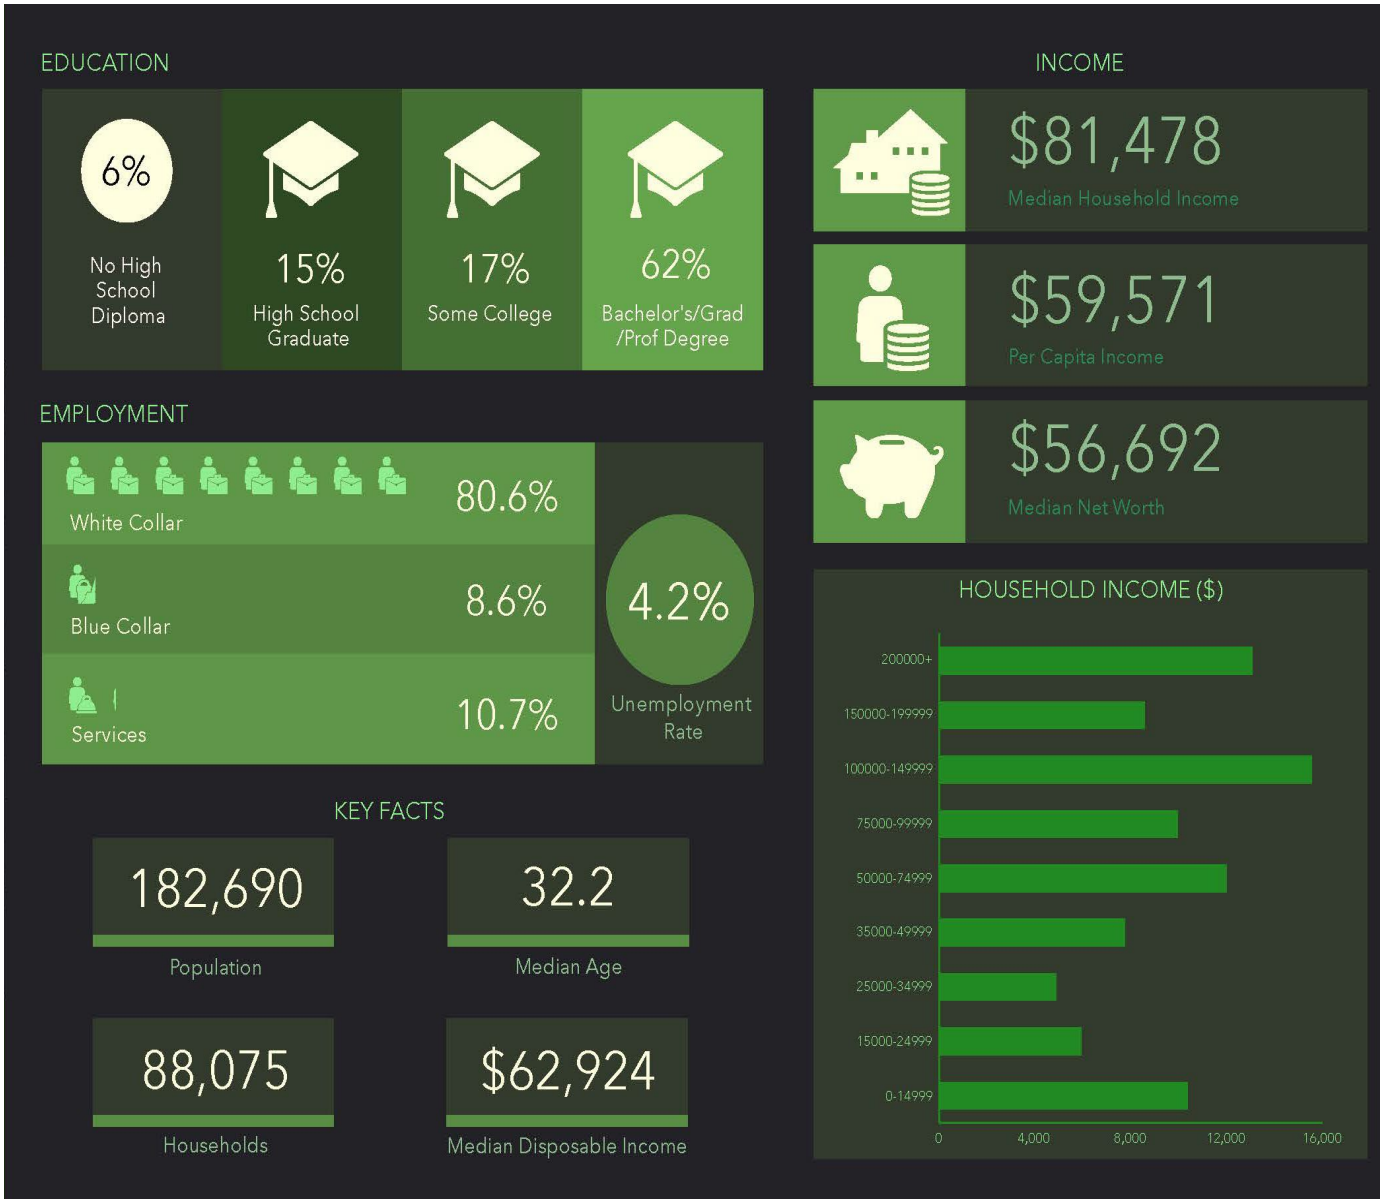 EDUCATION
6%
No High
School
Diploma
15%
High School
Graduate
17%
Some College
62%
Bachelor's/Grad
/Prof Degree
EMPLOYMENT
80.6%
White Collar
8.6%
Blue Collar
10.7%
Services
4.2%
Unemployment
Rate
KEY FACTS
182,690
Population
32.2
Median Age
88,075
Households
$62,924
Median Disposable Income
INCOME
$81,478
Median Household Income
$59,571
Per Capita Income
$56,692
Median Net Worth
HOUSEHOLD INCOME ($)
200000+
150000-199999
100000-149999
75000-99999
50000-74999
35000-49999
25000-34999
15000-24999
0-14999
0 4,000 8,000 12,000 16,000